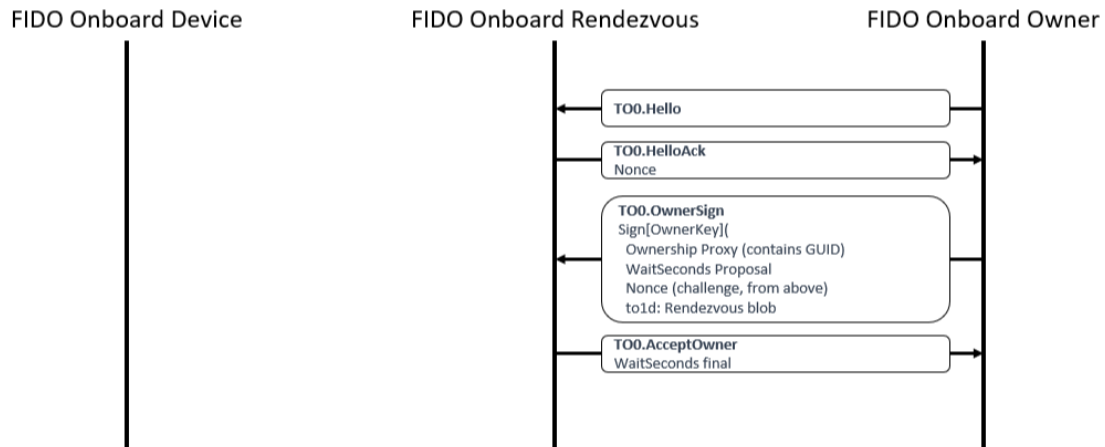 FIDO Onboard Device
FIDO Onboard Rendezvous
FIDO Onboard Owner
TO0.Hello
TO0.HelloAck
Nonce
TO0.OwnerSign
Sign[OwnerKey](
Ownership Proxy (contains GUID)
WaitSeconds Proposal
Nonce (challenge, from above)
to1d: Rendezvous blob
TO0.AcceptOwner
WaitSeconds final